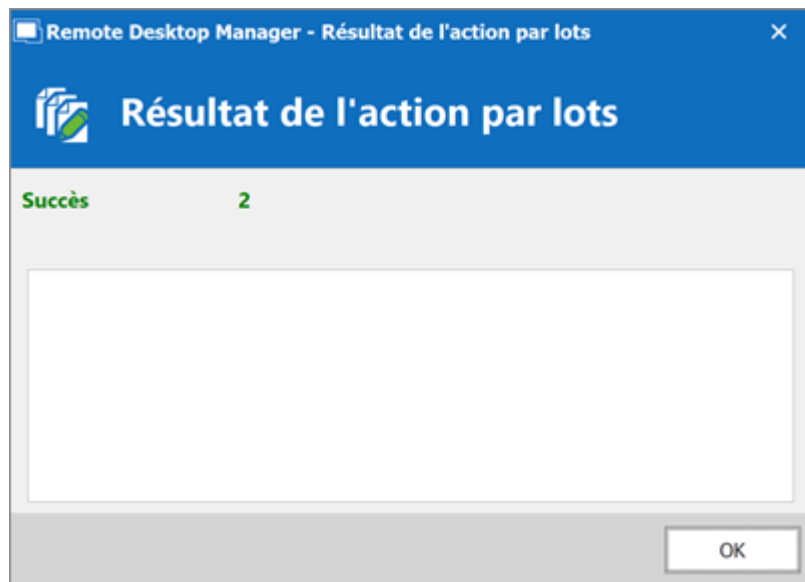 Remote Desktop Manager - Résultat de l'action par lots
Résultat de l'action par lots
Succès 2
OK